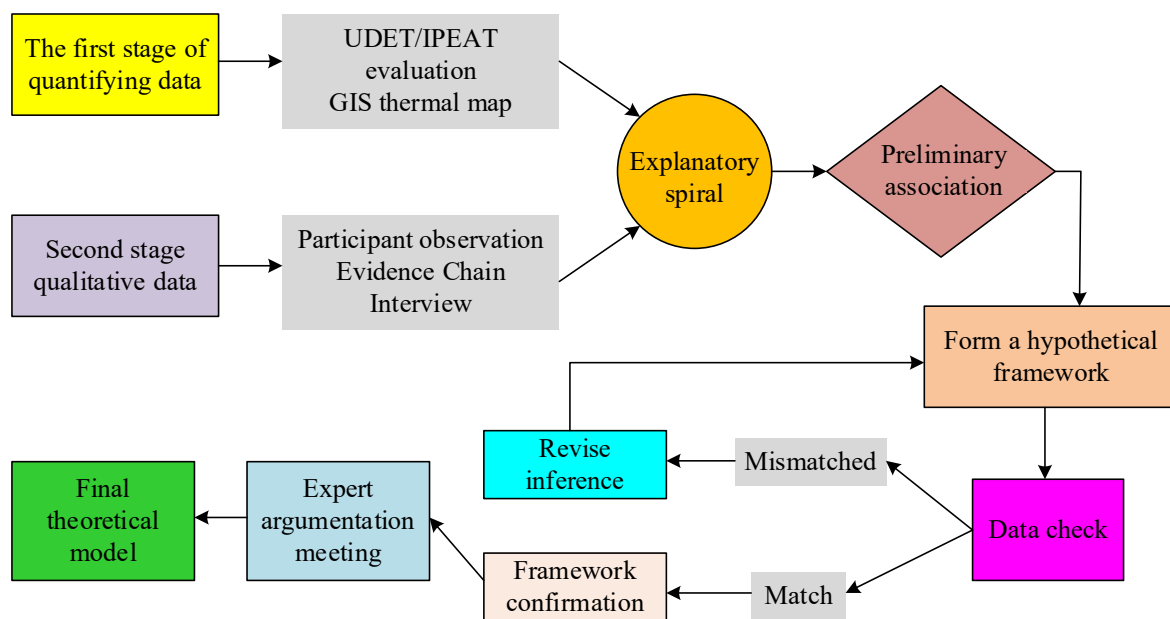 The first stage of
quantifying data
UDET/IPEAT
evaluation
GIS thermal map
Explanatory
spiral
Preliminary
association
Second stage
qualitative data
Participant observation
Evidence Chain
Interview
Form a hypothetical
framework
Revise
inference
Mismatched
Data check
Match
Framework
confirmation
Expert
argumentation
meeting
Final
theoretical
model